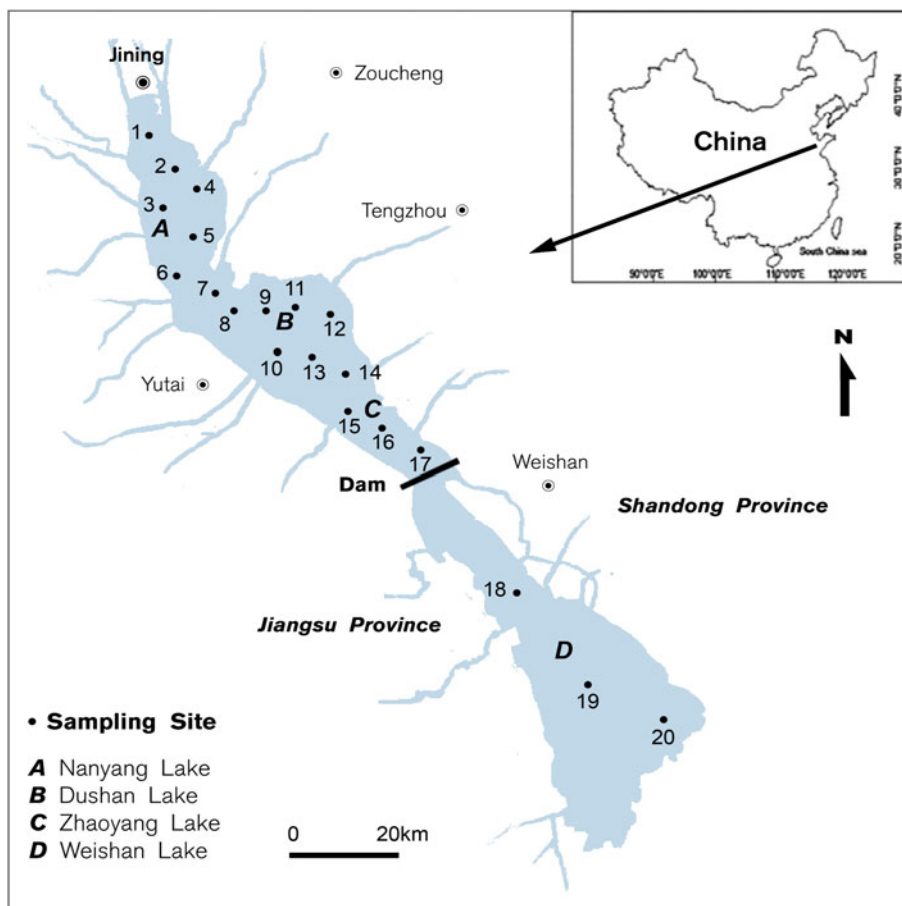 Jining
Zoucheng
1
2
4
3
Tengzhou
A
5
6
7
8
9
11
B
12
10
13
14
Yutai
C
15
16
17
Dam
Weishan
Shandong Province
18
Jiangsu Province
D
19
20
China
South China sea
90°0'0"E
100°0'0"E
110°0'0"E
120°0'0"E
N
• Sampling Site
A Nanyang Lake
B Dushan Lake
C Zhaoyang Lake
D Weishan Lake
0 20km